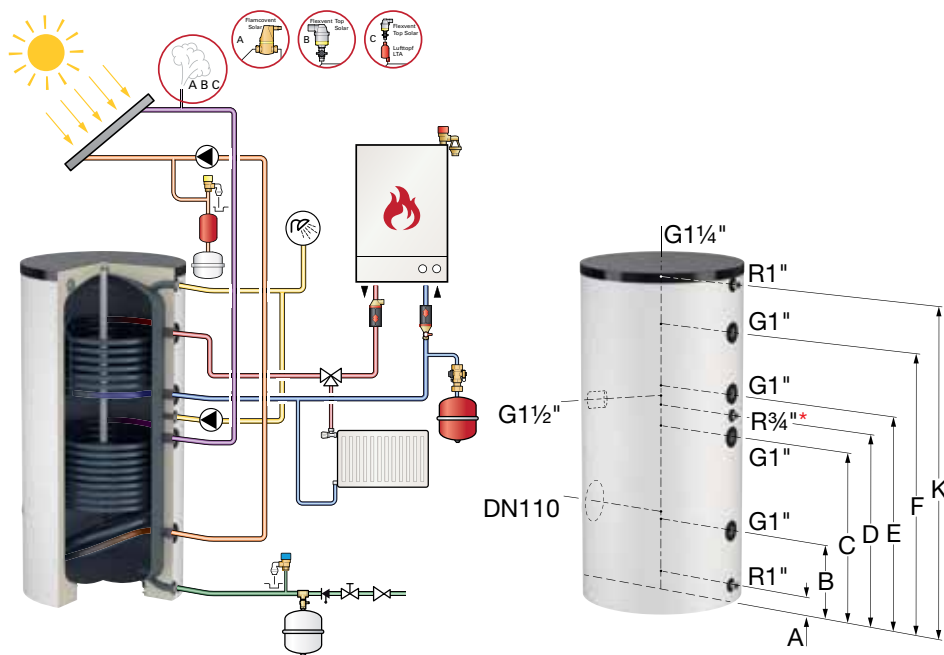 Flamcovent
Solar
A
Flexvent Top
Solar
B
Flexvent
Top Solar
C
Lufttopf
LTA
A B C
G1¼"
R1"
G1"
G1"
G1½"
R¾"*
G1"
DN110
G1"
R1"
A
B
C
D
E
F
K